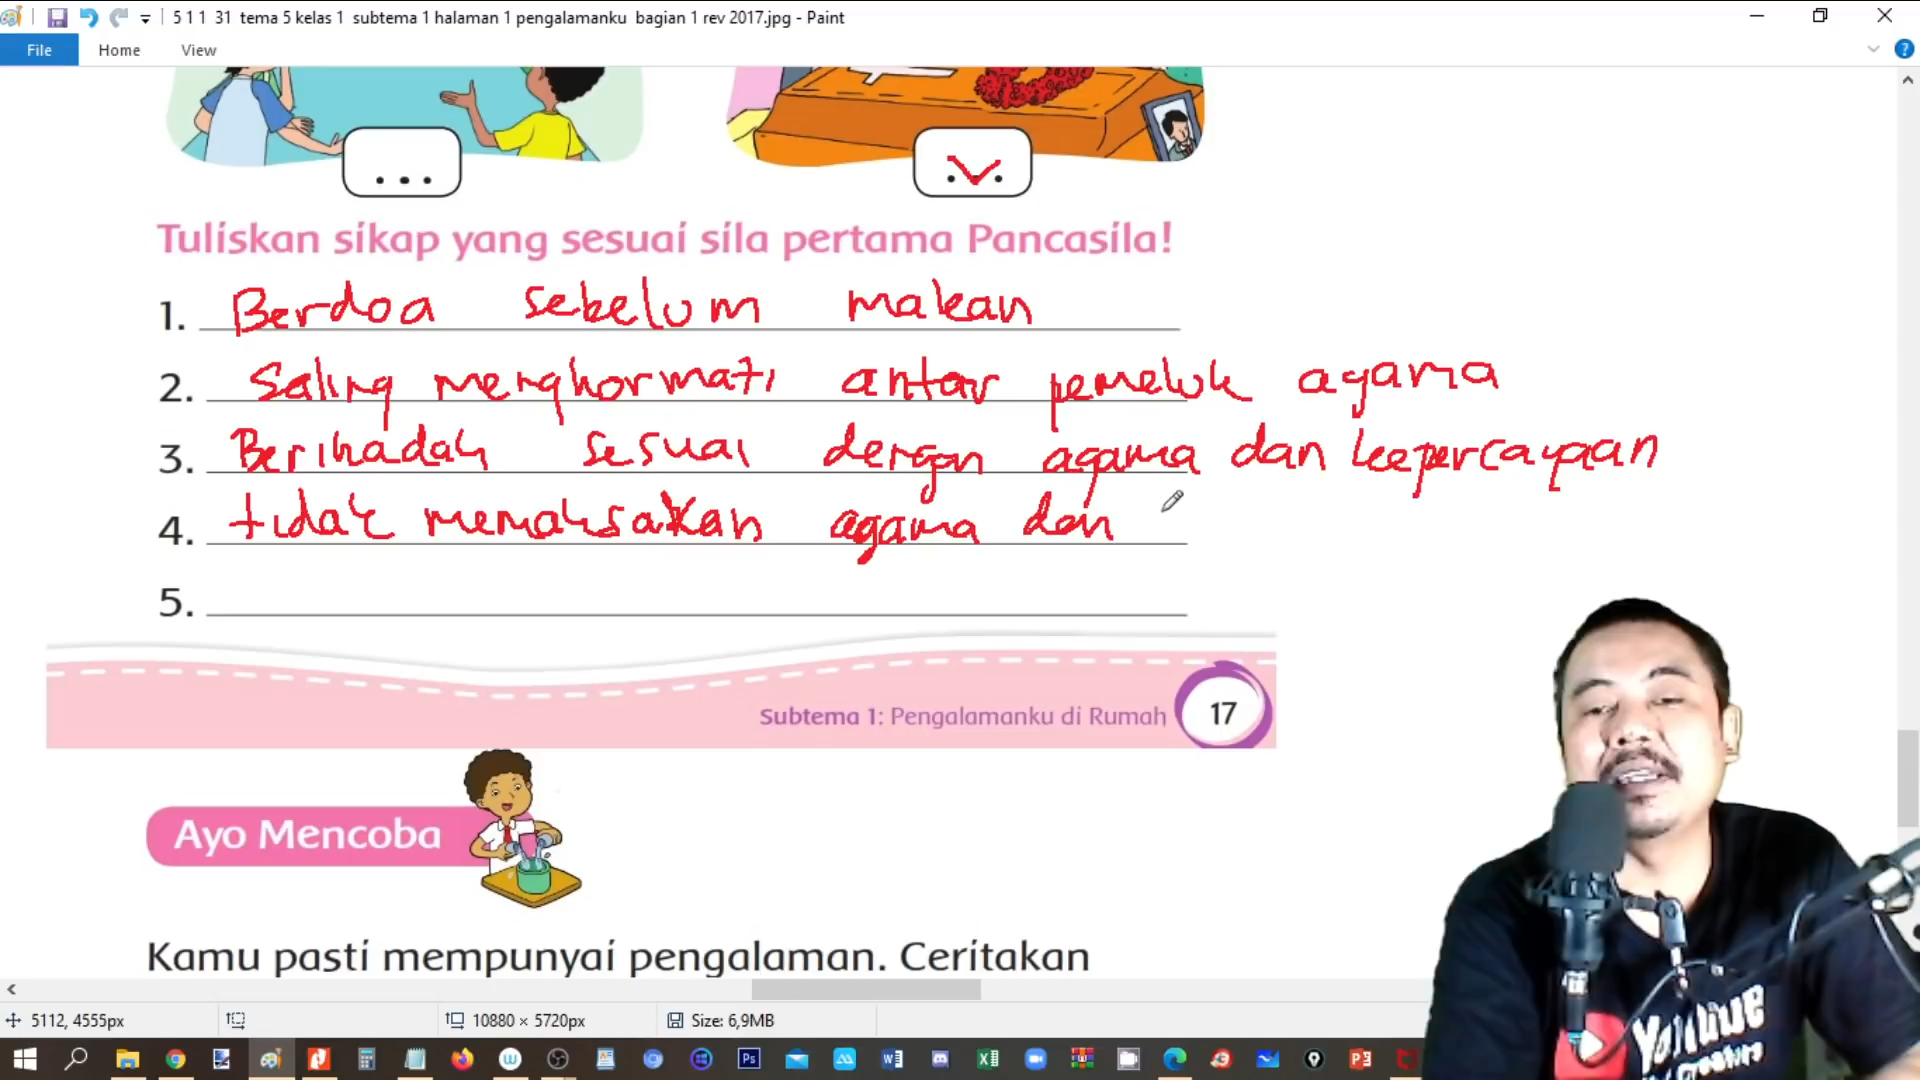 5 1 1 31 tema 5 kelas 1 subtema 1 halaman 1 pengalamanku bagian 1 rev 2017.jpg - Paint
File Home View
... ...
Tuliskan sikap yang sesuai sila pertama Pancasila!
1. Berdoa sebelum makan
2. Saling menghormati antar pemeluk agama
3. Beribadah sesuai dengan agama dan kepercayaan
4. tidak memaksakan agama dan
5.
Subtema 1: Pengalamanku di Rumah 17
Ayo Mencoba
Kamu pasti mempunyai pengalaman. Ceritakan
5112, 4555px 10880 × 5720px Size: 6,9MB
YouTube